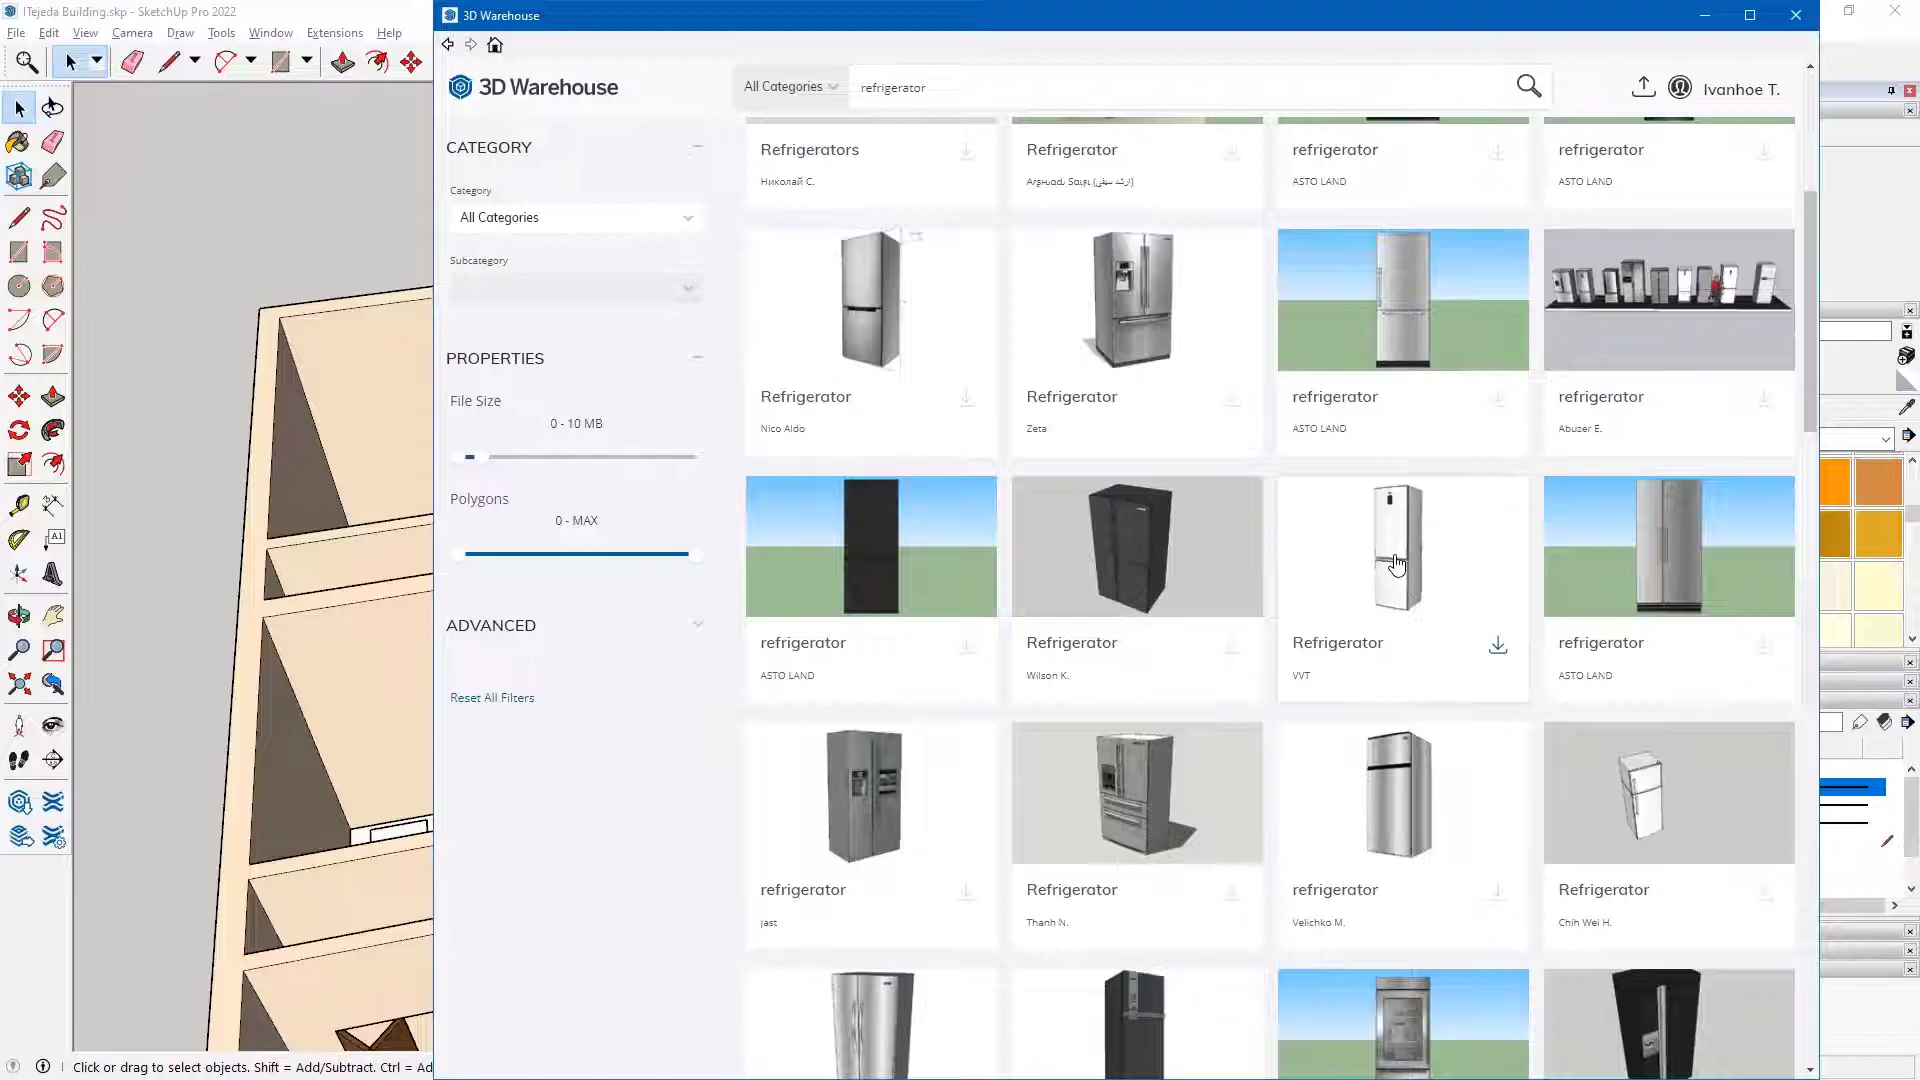 ITejeda Building.skp - SketchUp Pro 2022
File Edit View Camera Draw Tools Window Extensions Help
3D Warehouse
3D Warehouse
All Categories
refrigerator
Ivanhoe T.
CATEGORY
Category
All Categories
Subcategory
PROPERTIES
File Size
0 - 10 MB
Polygons
0 - MAX
ADVANCED
Reset All Filters
Refrigerators
Николай С.
Refrigerator
refrigerator
ASTO LAND
refrigerator
ASTO LAND
Refrigerator
Nico Aldo
Refrigerator
Zeta
refrigerator
ASTO LAND
refrigerator
Abuzer E.
refrigerator
ASTO LAND
Refrigerator
Wilson K.
Refrigerator
VVT
refrigerator
ASTO LAND
refrigerator
jast
Refrigerator
Thanh N.
refrigerator
Velichko M.
Refrigerator
Chih Wei H.
A1
Click or drag to select objects. Shift = Add/Subtract. Ctrl = Ad